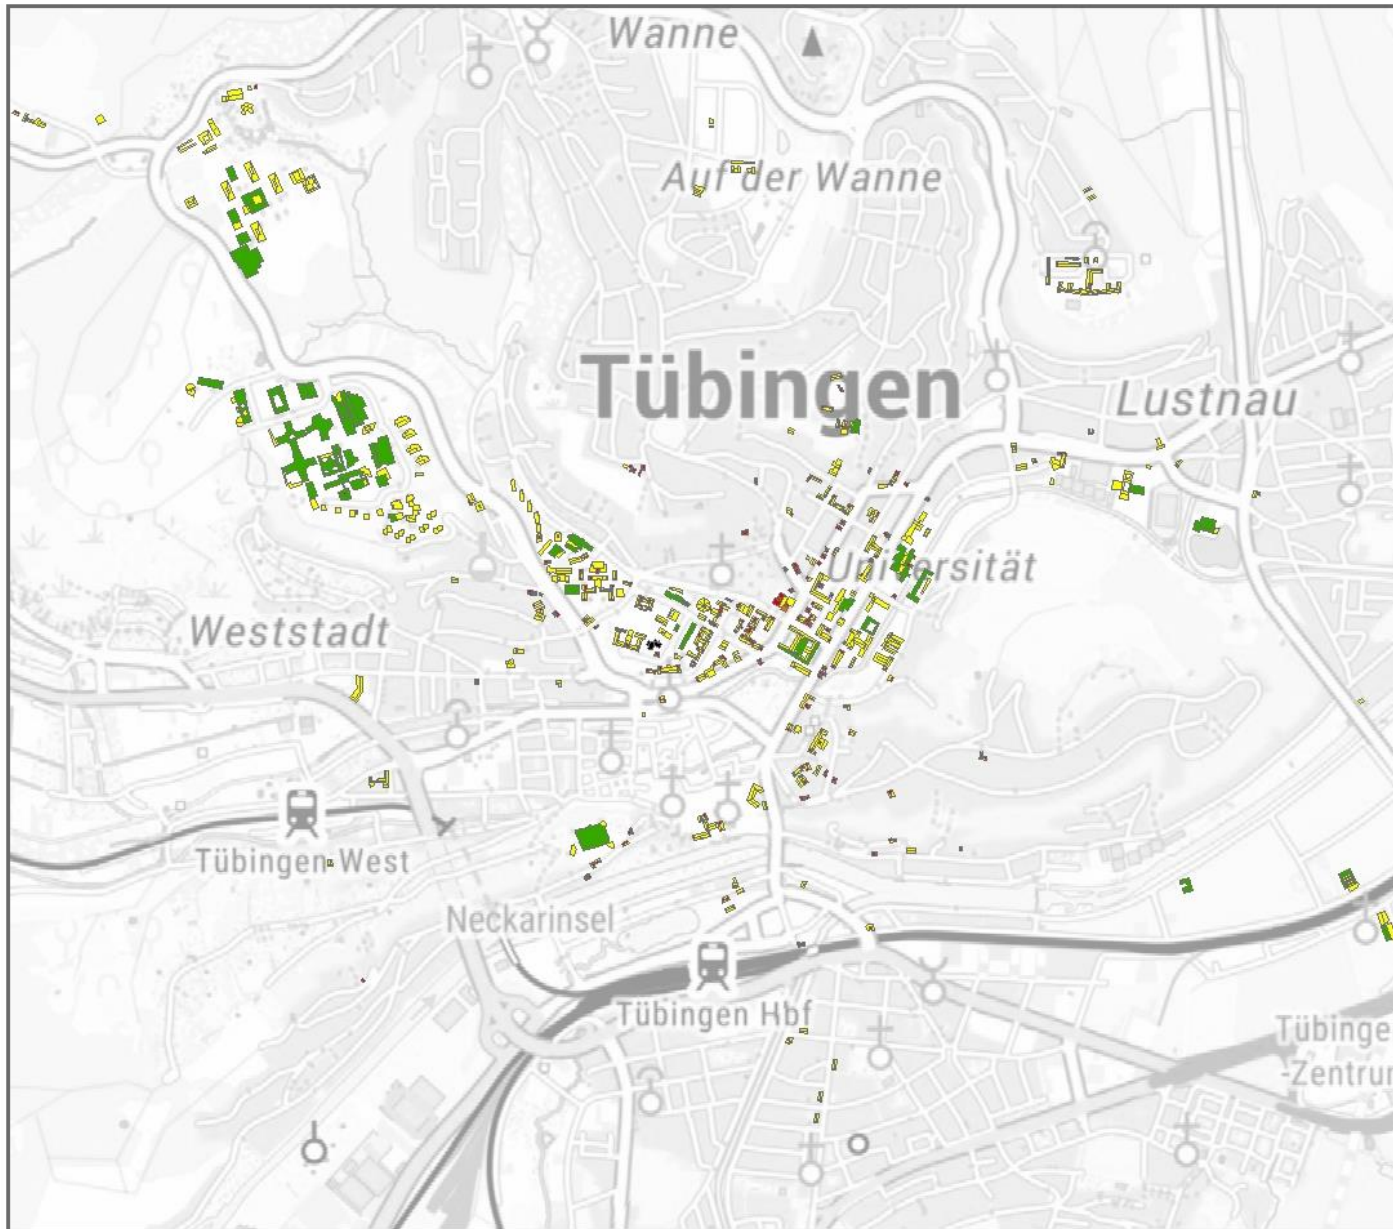 Wanne
Auf der Wanne
Tübingen
Lustnau
Universität
Weststadt
Tübingen West
Neckarinsel
Tübingen Hbf
Tübinge
-Zentrum